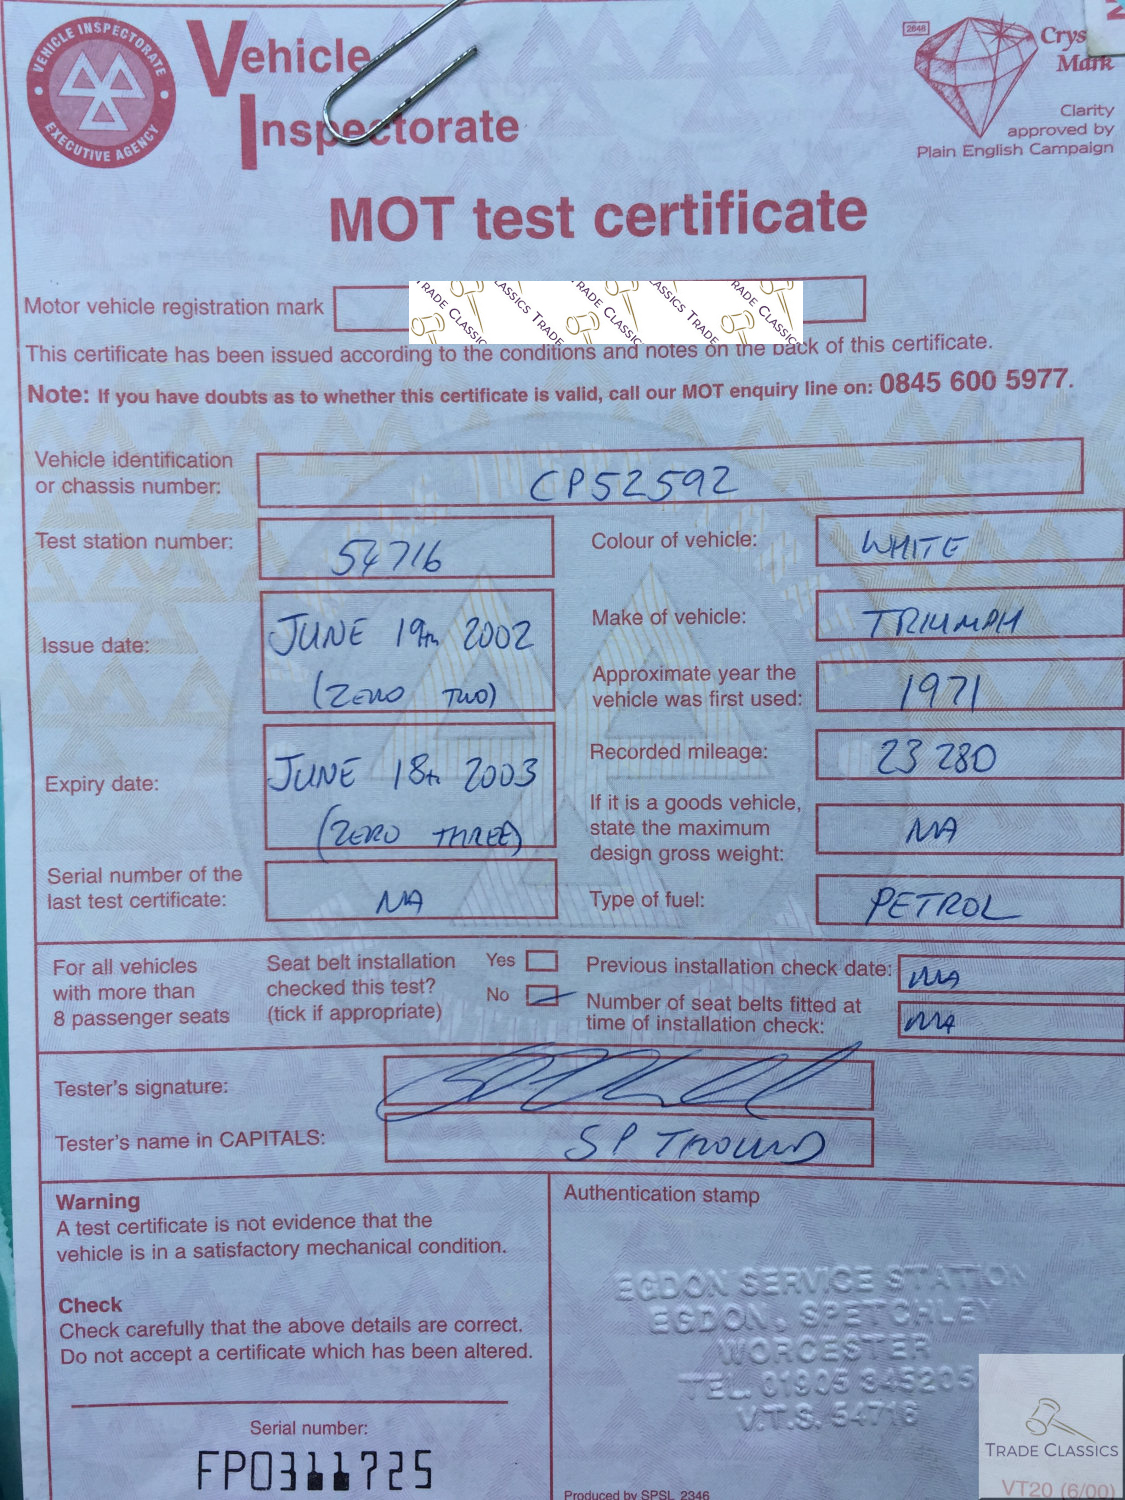 VEHICLE INSPECTORATE
EXECUTIVE AGENCY
Vehicle
Inspectorate
2846
Crys
Mark
Clarity
approved by
Plain English Campaign
MOT test certificate
Motor vehicle registration mark
This certificate has been issued according to the conditions and notes on the back of this certificate.
Note: If you have doubts as to whether this certificate is valid, call our MOT enquiry line on: 0845 600 5977.
Vehicle identification
or chassis number:
CP52592
Test station number:
54716
Colour of vehicle:
WHITE
Issue date:
JUNE 19th 2002
(ZERO TWO)
Make of vehicle:
TRIUMPH
Approximate year the
vehicle was first used:
1971
Expiry date:
JUNE 18th 2003
(ZERO THREE)
Recorded mileage:
23 280
If it is a goods vehicle,
state the maximum
design gross weight:
NA
Serial number of the
last test certificate:
NA
Type of fuel:
PETROL
For all vehicles
with more than
8 passenger seats
Seat belt installation
checked this test?
(tick if appropriate)
Yes
No
Previous installation check date:
NA
Number of seat belts fitted at
time of installation check:
NA
Tester's signature:
Tester's name in CAPITALS:
SP TROUND
Warning
A test certificate is not evidence that the
vehicle is in a satisfactory mechanical condition.
Check
Check carefully that the above details are correct.
Do not accept a certificate which has been altered.
Serial number:
FP0311725
Authentication stamp
EGDON SERVICE STATION
EGDON, SPETCHLEY
WORCESTER
TEL. 01905 345205
V.T.S. 54716
Produced by SPSL 2346
TRADE CLASSICS
VT20 (6/00)